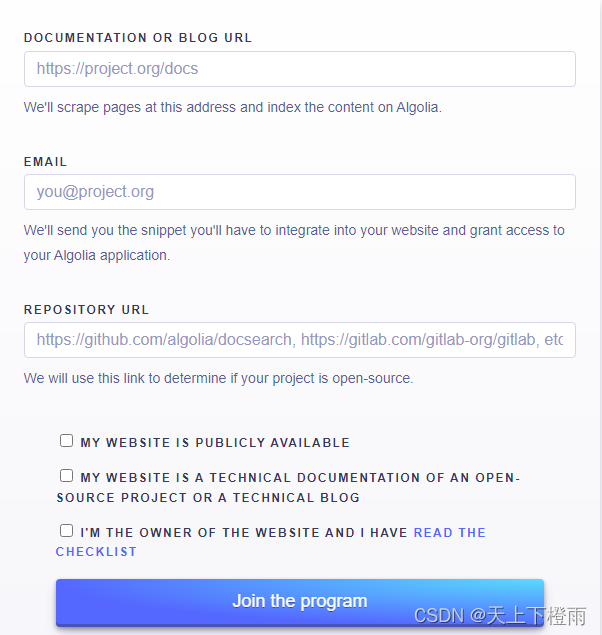 DOCUMENTATION OR BLOG URL
https://project.org/docs
We'll scrape pages at this address and index the content on Algolia.
EMAIL
you@project.org
We'll send you the snippet you'll have to integrate into your website and grant access to
your Algolia application.
REPOSITORY URL
https://github.com/algolia/docsearch, https://gitlab.com/gitlab-org/gitlab, etc
We will use this link to determine if your project is open-source.
MY WEBSITE IS PUBLICLY AVAILABLE
MY WEBSITE IS A TECHNICAL DOCUMENTATION OF AN OPEN-
SOURCE PROJECT OR A TECHNICAL BLOG
I'M THE OWNER OF THE WEBSITE AND I HAVE READ THE
CHECKLIST
Join the program
CSDN @天上下橙雨